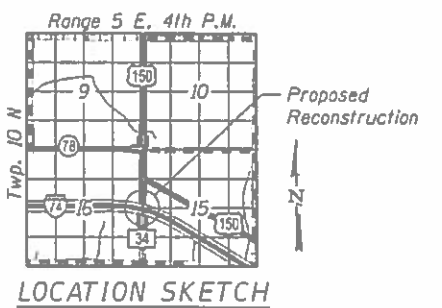 Range 5 E. 4th P.M.
150
9
10
Proposed
Reconstruction
Twp. 10 N
78
N
74
16
15
150
34
LOCATION SKETCH